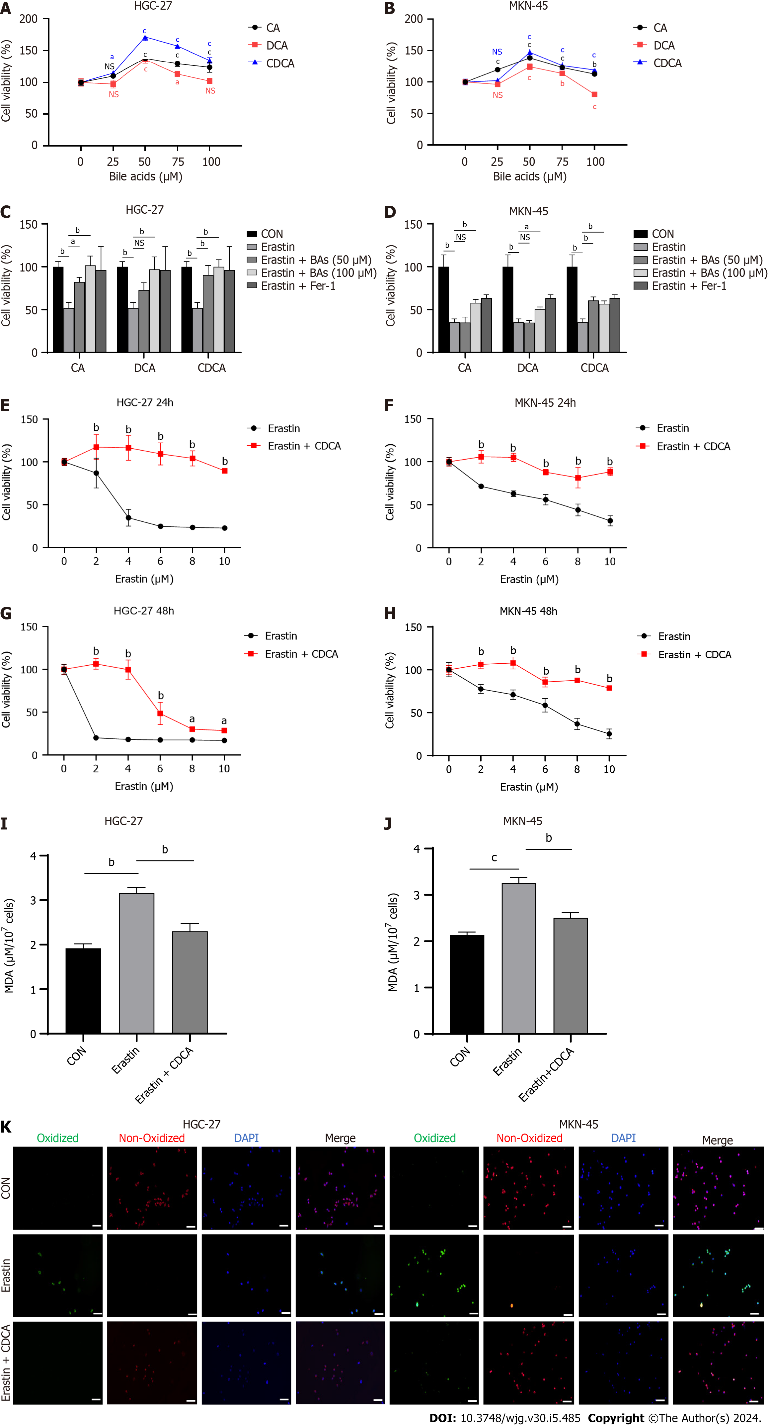 A HGC-27
200
150
100
50
0
Cell viability (%)
0 25 50 75 100
Bile acids (μM)
NS a c c c
c c
NS c a NS
CA
DCA
CDCA
B MKN-45
200
150
100
50
0
Cell viability (%)
0 25 50 75 100
Bile acids (μM)
NS c c c c
c c b
NS c b c
CA
DCA
CDCA
C HGC-27
150
100
50
0
Cell viability (%)
b a b
b NS b
b b b
CA DCA CDCA
CON
Erastin
Erastin + BAs (50 μM)
Erastin + BAs (100 μM)
Erastin + Fer-1
D MKN-45
150
100
50
0
Cell viability (%)
b NS b
b NS a
b b b
CA DCA CDCA
CON
Erastin
Erastin + BAs (50 μM)
Erastin + BAs (100 μM)
Erastin + Fer-1
E HGC-27 24h
150
100
50
0
Cell viability (%)
b b b b b
0 2 4 6 8 10
Erastin (μM)
Erastin
Erastin + CDCA
F MKN-45 24h
150
100
50
0
Cell viability (%)
b b b b b
0 2 4 6 8 10
Erastin (μM)
Erastin
Erastin + CDCA
G HGC-27 48h
150
100
50
0
Cell viability (%)
b b b a a
0 2 4 6 8 10
Erastin (μM)
Erastin
Erastin + CDCA
H MKN-45 48h
150
100
50
0
Cell viability (%)
b b b b b
0 2 4 6 8 10
Erastin (μM)
Erastin
Erastin + CDCA
I HGC-27
4
3
2
1
0
MDA (μM/10⁷ cells)
b b
CON
Erastin
Erastin + CDCA
J MKN-45
4
3
2
1
0
MDA (μM/10⁷ cells)
c b
CON
Erastin
Erastin+CDCA
K HGC-27 MKN-45
Oxidized Non-Oxidized DAPI Merge Oxidized Non-Oxidized DAPI Merge
CON
Erastin
Erastin + CDCA
DOI: 10.3748/wjg.v30.i5.485 Copyright ©The Author(s) 2024.